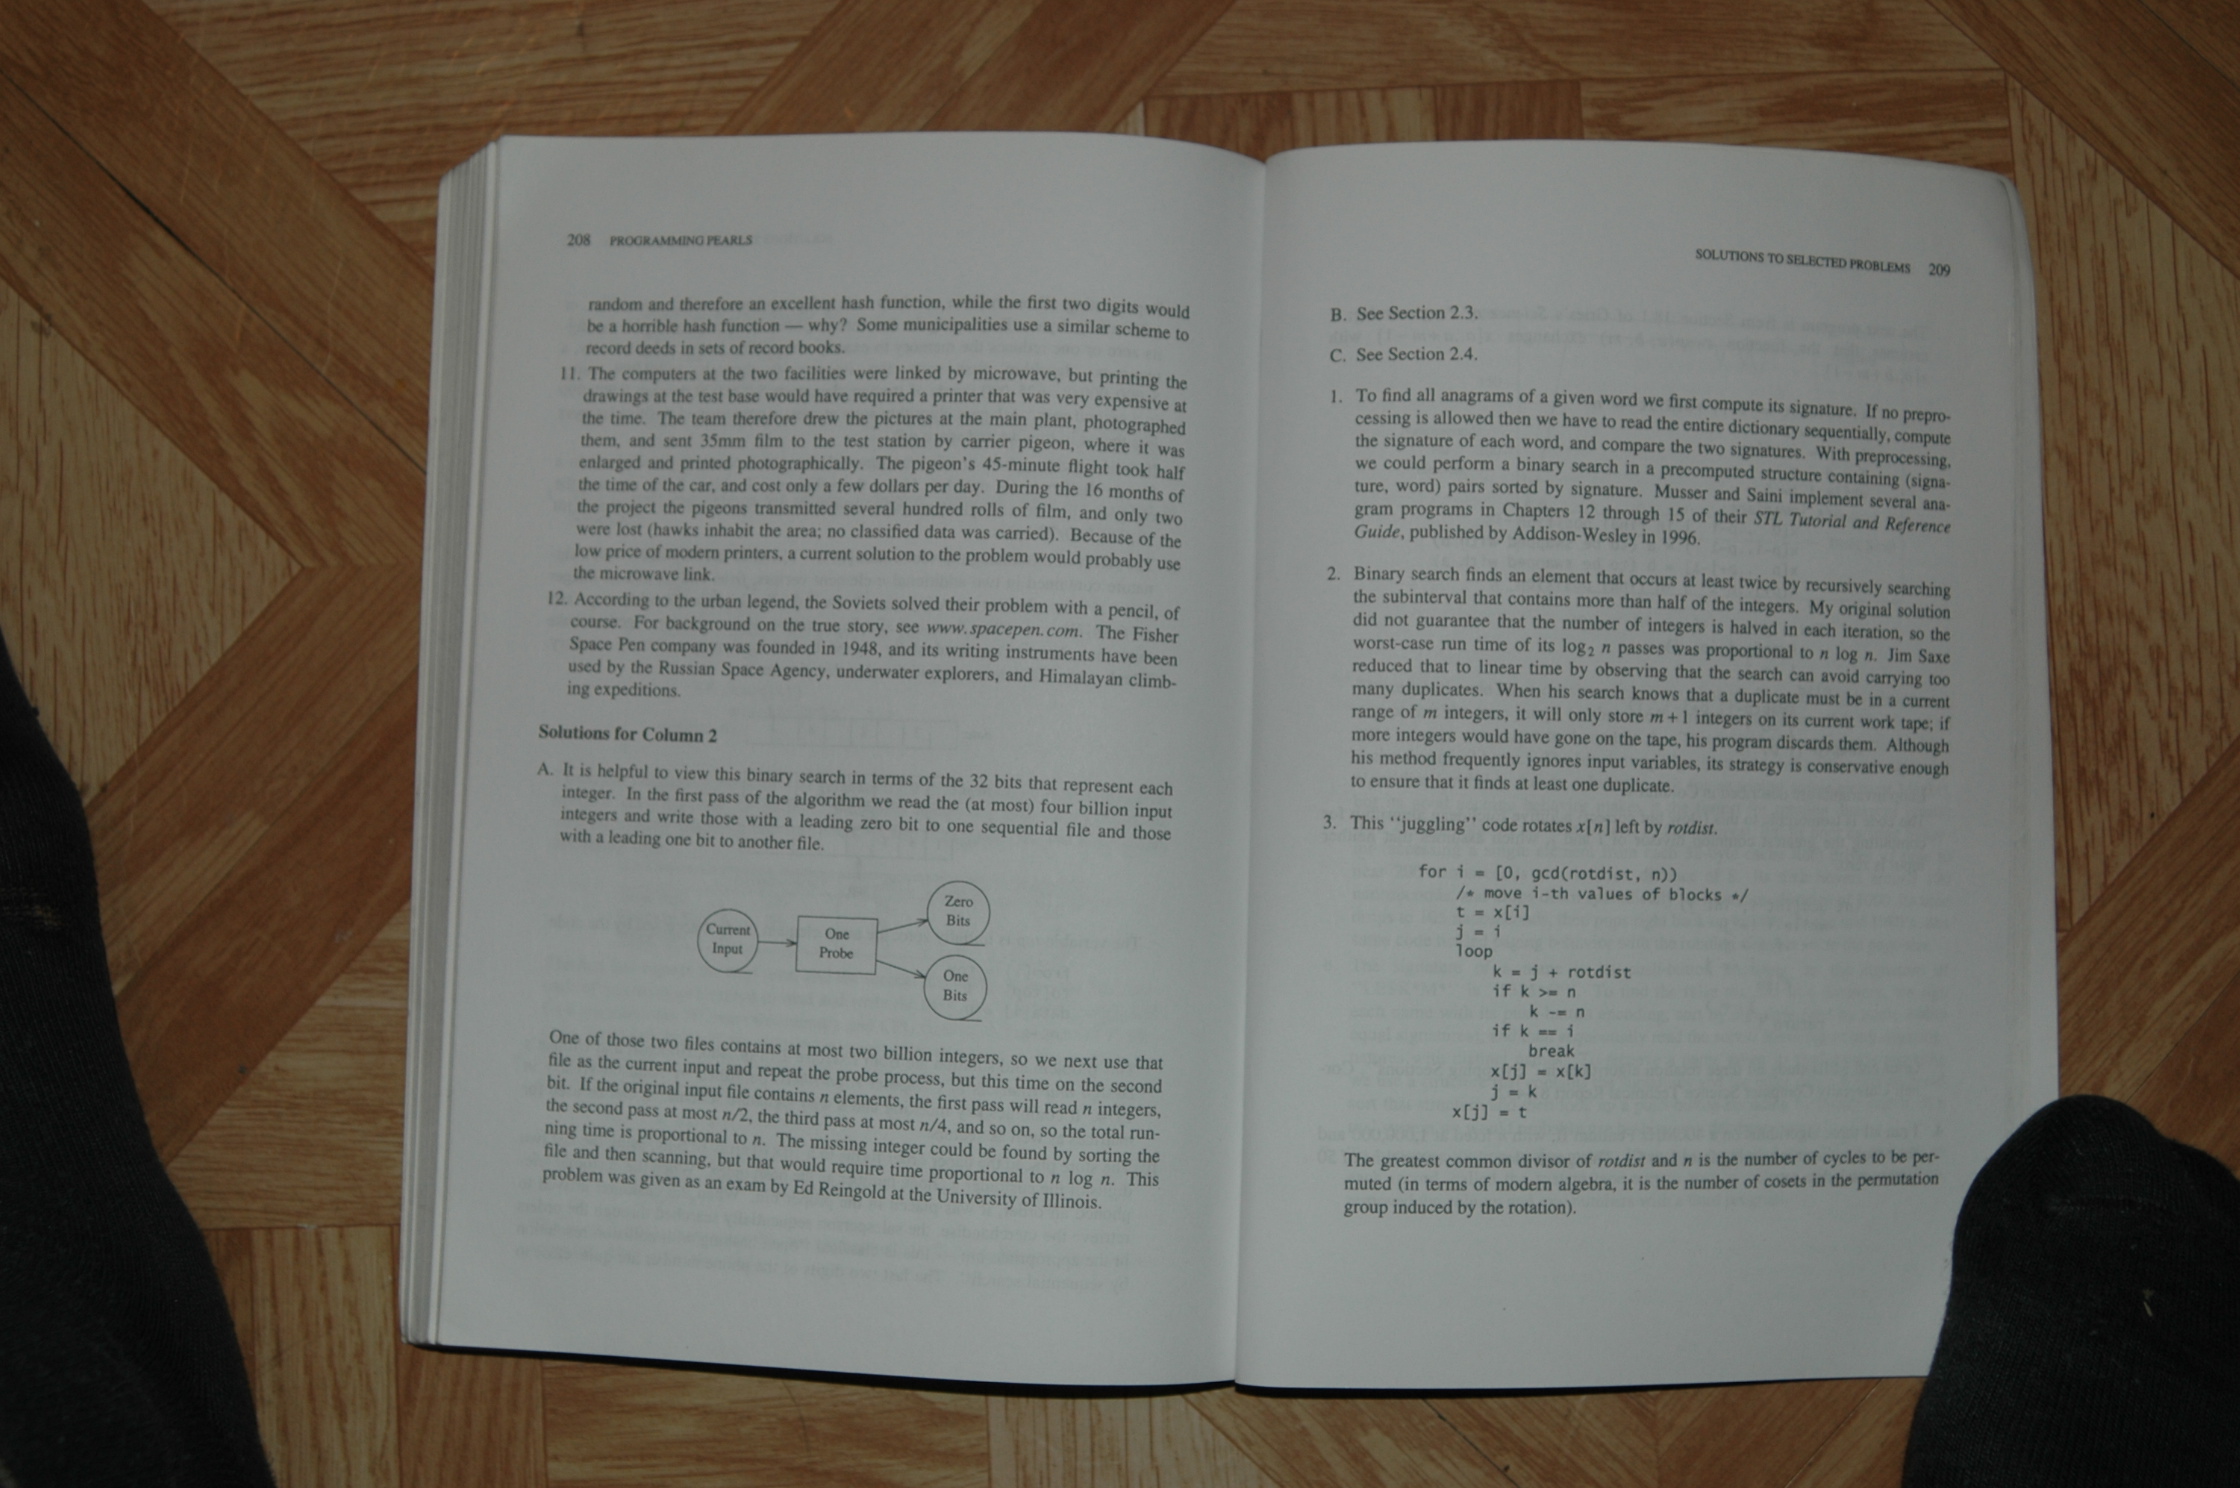 208 PROGRAMMING PEARLS
random and therefore an excellent hash function, while the first two digits would
be a horrible hash function — why? Some municipalities use a similar scheme to
record deeds in sets of record books.
11. The computers at the two facilities were linked by microwave, but printing the
drawings at the test base would have required a printer that was very expensive at
the time. The team therefore drew the pictures at the main plant, photographed
them, and sent 35mm film to the test station by carrier pigeon, where it was
enlarged and printed photographically. The pigeon's 45-minute flight took half
the time of the car, and cost only a few dollars per day. During the 16 months of
the project the pigeons transmitted several hundred rolls of film, and only two
were lost (hawks inhabit the area; no classified data was carried). Because of the
low price of modern printers, a current solution to the problem would probably use
the microwave link.
12. According to the urban legend, the Soviets solved their problem with a pencil, of
course. For background on the true story, see www.spacepen.com. The Fisher
Space Pen company was founded in 1948, and its writing instruments have been
used by the Russian Space Agency, underwater explorers, and Himalayan climb-
ing expeditions.
Solutions for Column 2
A. It is helpful to view this binary search in terms of the 32 bits that represent each
integer. In the first pass of the algorithm we read the (at most) four billion input
integers and write those with a leading zero bit to one sequential file and those
with a leading one bit to another file.
Current
Input
One
Probe
Zero
Bits
One
Bits
One of those two files contains at most two billion integers, so we next use that
file as the current input and repeat the probe process, but this time on the second
bit. If the original input file contains n elements, the first pass will read n integers,
the second pass at most n/2, the third pass at most n/4, and so on, so the total run-
ning time is proportional to n. The missing integer could be found by sorting the
file and then scanning, but that would require time proportional to n log n. This
problem was given as an exam by Ed Reingold at the University of Illinois.
SOLUTIONS TO SELECTED PROBLEMS 209
B. See Section 2.3.
C. See Section 2.4.
1. To find all anagrams of a given word we first compute its signature. If no prepro-
cessing is allowed then we have to read the entire dictionary sequentially, compute
the signature of each word, and compare the two signatures. With preprocessing,
we could perform a binary search in a precomputed structure containing (signa-
ture, word) pairs sorted by signature. Musser and Saini implement several ana-
gram programs in Chapters 12 through 15 of their STL Tutorial and Reference
Guide, published by Addison-Wesley in 1996.
2. Binary search finds an element that occurs at least twice by recursively searching
the subinterval that contains more than half of the integers. My original solution
did not guarantee that the number of integers is halved in each iteration, so the
worst-case run time of its log2 n passes was proportional to n log n. Jim Saxe
reduced that to linear time by observing that the search can avoid carrying too
many duplicates. When his search knows that a duplicate must be in a current
range of m integers, it will only store m + 1 integers on its current work tape; if
more integers would have gone on the tape, his program discards them. Although
his method frequently ignores input variables, its strategy is conservative enough
to ensure that it finds at least one duplicate.
3. This "juggling" code rotates x[n] left by rotdist.
for i = [0, gcd(rotdist, n))
/* move i-th values of blocks */
t = x[i]
j = i
loop
k = j + rotdist
if k >= n
k -= n
if k == i
break
x[j] = x[k]
j = k
x[j] = t
The greatest common divisor of rotdist and n is the number of cycles to be per-
muted (in terms of modern algebra, it is the number of cosets in the permutation
group induced by the rotation).